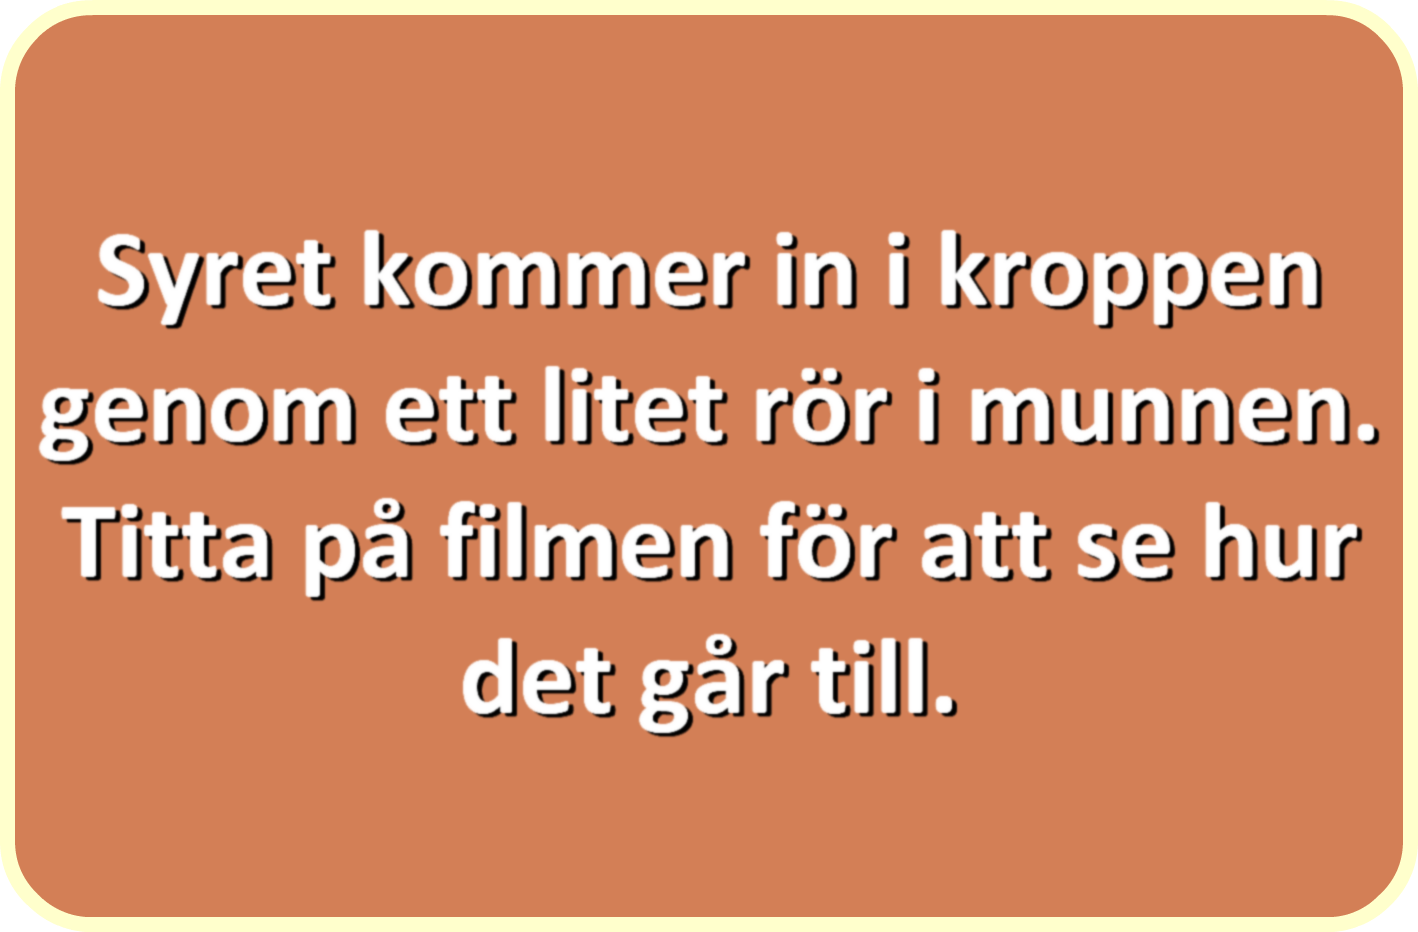 Syret kommer in i kroppen
genom ett litet rör i munnen.
Titta på filmen för att se hur
det går till.